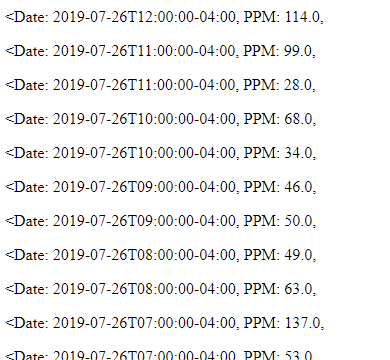 <Date: 2019-07-26T12:00:00-04:00, PPM: 114.0,
<Date: 2019-07-26T11:00:00-04:00, PPM: 99.0,
<Date: 2019-07-26T11:00:00-04:00, PPM: 28.0,
<Date: 2019-07-26T10:00:00-04:00, PPM: 68.0,
<Date: 2019-07-26T10:00:00-04:00, PPM: 34.0,
<Date: 2019-07-26T09:00:00-04:00, PPM: 46.0,
<Date: 2019-07-26T09:00:00-04:00, PPM: 50.0,
<Date: 2019-07-26T08:00:00-04:00, PPM: 49.0,
<Date: 2019-07-26T08:00:00-04:00, PPM: 63.0,
<Date: 2019-07-26T07:00:00-04:00, PPM: 137.0,
<Date: 2019-07-26T07:00:00-04:00, PPM: 53.0,